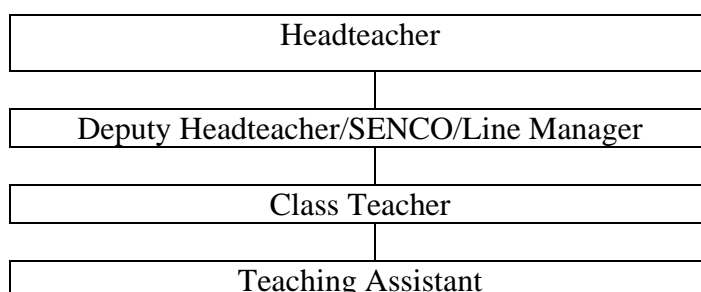 Headteacher
Deputy Headteacher/SENCO/Line Manager
Class Teacher
Teaching Assistant